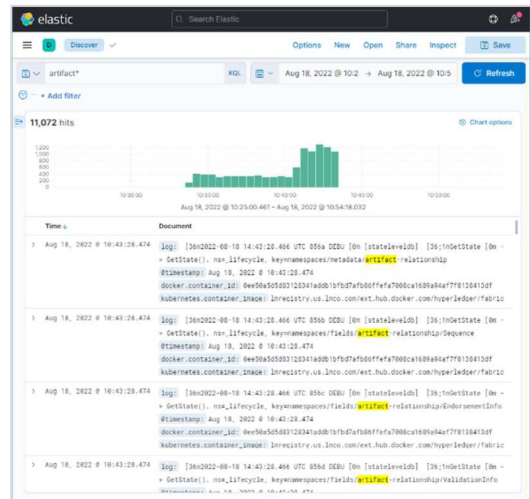 elastic
Search Elastic
D
Discover
Options New Open Share Inspect Save
artifact*
KQL
Aug 18, 2022 @ 10:2 → Aug 18, 2022 @ 10:5
Refresh
+ Add filter
11,072 hits
Chart options
1,200
1,000
800
600
400
200
0
10:30:00 10:35:00 10:40:00 10:45:00 10:50:00
Aug 18, 2022 @ 10:25:00.461 - Aug 18, 2022 @ 10:54:18.032
Time Document
Aug 18, 2022 @ 10:43:28.474 log: [36m2022-08-18 14:43:28.466 UTC 856a DEBU [0m [stateleveldb] [36;1mGetState [0m -
> GetState(). ns=_lifecycle, key=namespaces/metadata/artifact-relationship
@timestamp: Aug 18, 2022 @ 10:43:28.474
docker.container_id:
kubernetes.container_image: lnregistry.us.lnco.com/ext.hub.docker.com/hyperledger/fabric
Aug 18, 2022 @ 10:43:28.474 log: [36m2022-08-18 14:43:28.466 UTC 856b DEBU [0m [stateleveldb] [36;1mGetState [0m -
> GetState(). ns=_lifecycle, key=namespaces/fields/artifact-relationship/Sequence
@timestamp: Aug 18, 2022 @ 10:43:28.474
docker.container_id:
kubernetes.container_image: lnregistry.us.lnco.com/ext.hub.docker.com/hyperledger/fabric
Aug 18, 2022 @ 10:43:28.474 log: [36m2022-08-18 14:43:28.466 UTC 856c DEBU [0m [stateleveldb] [36;1mGetState [0m -
> GetState(). ns=_lifecycle, key=namespaces/fields/artifact-relationship/EndorsementInfo
@timestamp: Aug 18, 2022 @ 10:43:28.474
docker.container_id:
kubernetes.container_image: lnregistry.us.lnco.com/ext.hub.docker.com/hyperledger/fabric
Aug 18, 2022 @ 10:43:28.474 log: [36m2022-08-18 14:43:28.466 UTC 856d DEBU [0m [stateleveldb] [36;1mGetState [0m -
> GetState(). ns=_lifecycle, key=namespaces/fields/artifact-relationship/ValidationInfo